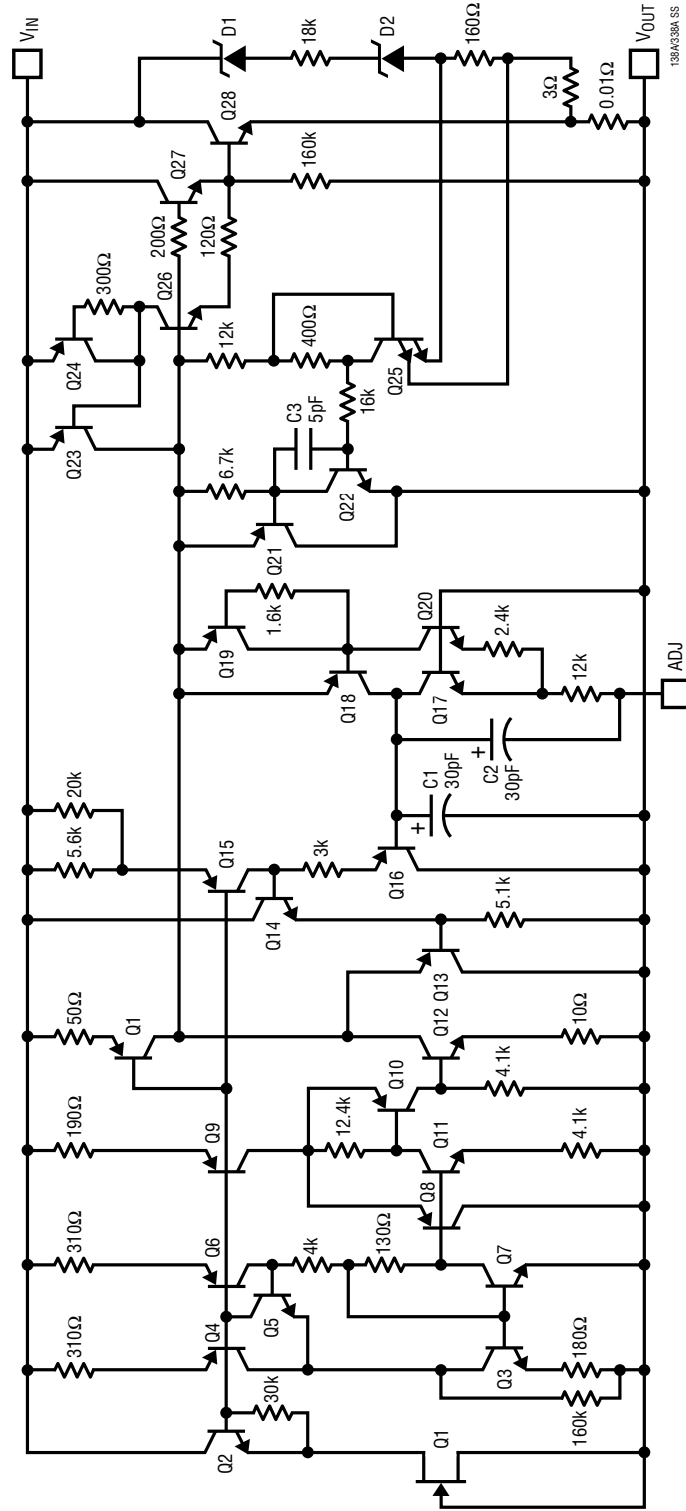 VIN
50Ω
5.6k
20k
310Ω
310Ω
190Ω
Q1
Q15
Q2
Q4
Q6
Q9
30k
Q5
4k
130Ω
Q8
12.4k
Q10
Q11
Q12
Q13
Q14
3k
Q16
5.1k
Q1
160k
Q3
180Ω
Q7
4.1k
4.1k
10Ω
C1
30pF
+
C2
30pF
+
Q19
1.6k
Q18
Q17
Q20
2.4k
12k
ADJ
Q21
6.7k
C3
5pF
Q22
16k
Q23
Q24
300Ω
Q26
12k
400Ω
Q25
200Ω
120Ω
Q27
160k
Q28
D1
18k
D2
160Ω
3Ω
0.01Ω
VOUT
138A/338A SS